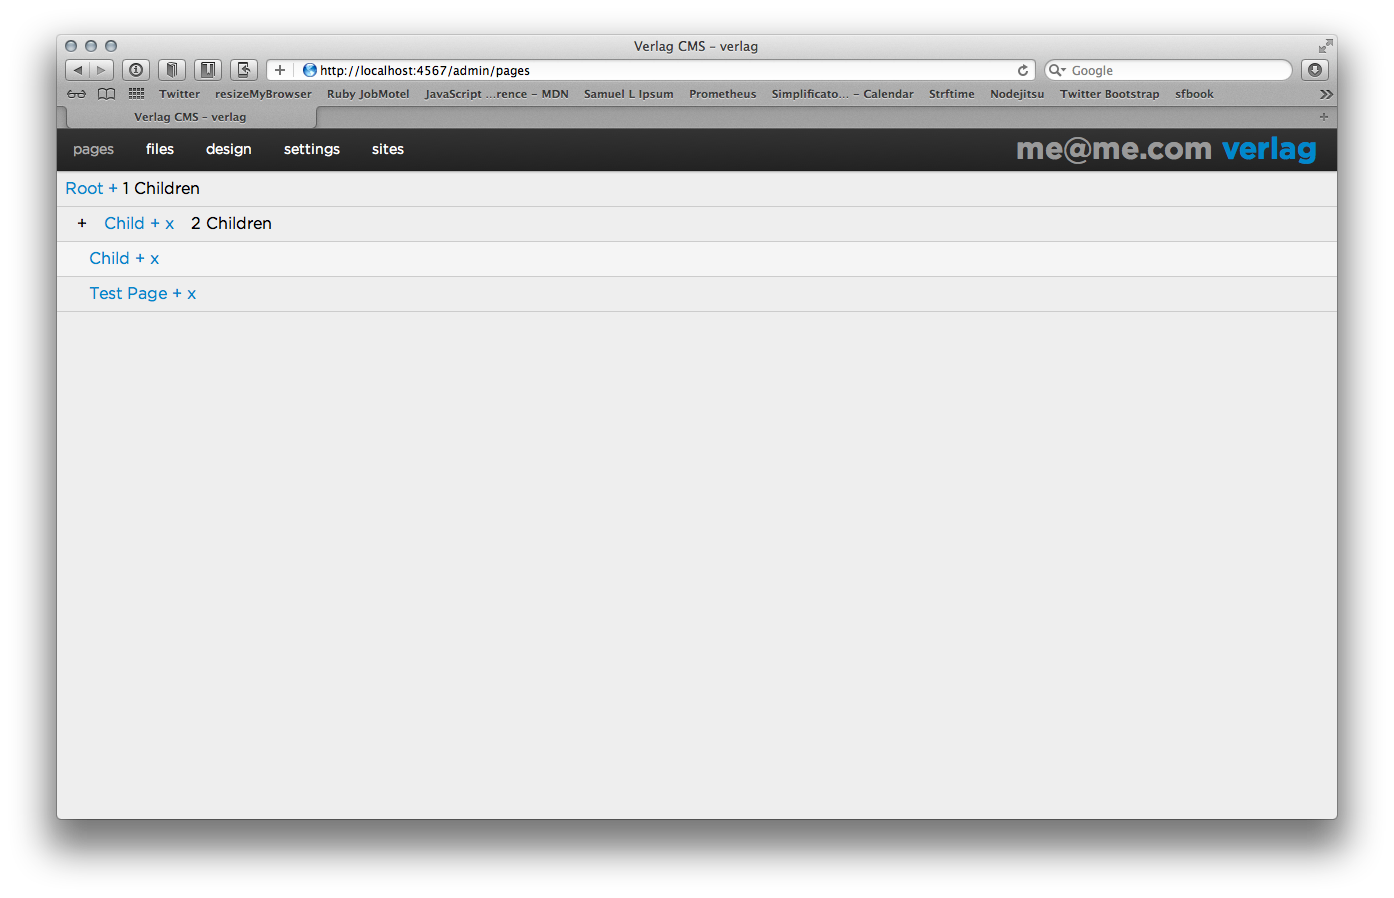 Verlag CMS – verlag
http://localhost:4567/admin/pages
Google
Twitter resizeMyBrowser Ruby JobMotel JavaScript ...rence – MDN Samuel L Ipsum Prometheus Simplificato... – Calendar Strftime Nodejitsu Twitter Bootstrap sfbook
Verlag CMS – verlag
pages files design settings sites me@me.com verlag
Root + 1 Children
+ Child + x 2 Children
Child + x
Test Page + x